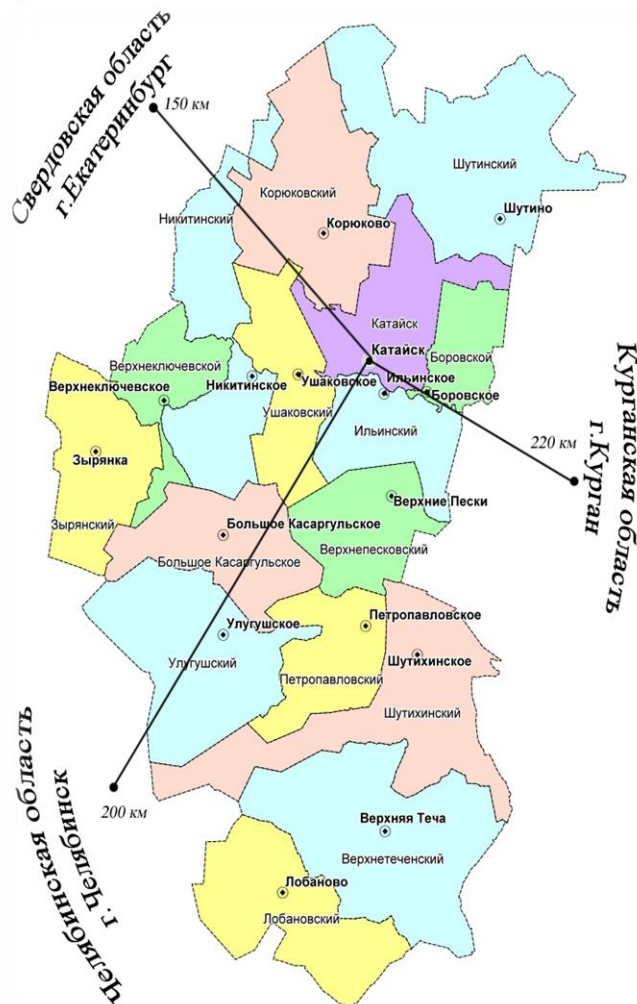 Свердовская область
г.Екатеринбург
150 км
Шутинский
Корюковский
Шутино
Никитинский
Корюково
Катайск
Катайск
Боровской
Верхнеключевской
Верхнеключевское
Никитинское
Ушаковское
Ильинское
Боровское
Ушаковский
Ильинский
Курганская область
г.Курган
220 км
Зырянка
Верхние Пески
Зырянский
Большое Касаргульское
Верхнепесковский
Большое Касаргульское
Улугушское
Петропавловское
Улугушский
Шутихинское
Петропавловский
Шутихинский
Челябинская область
г. Челябинск
200 км
Верхняя Теча
Верхнетеченский
Лобаново
Лобановский